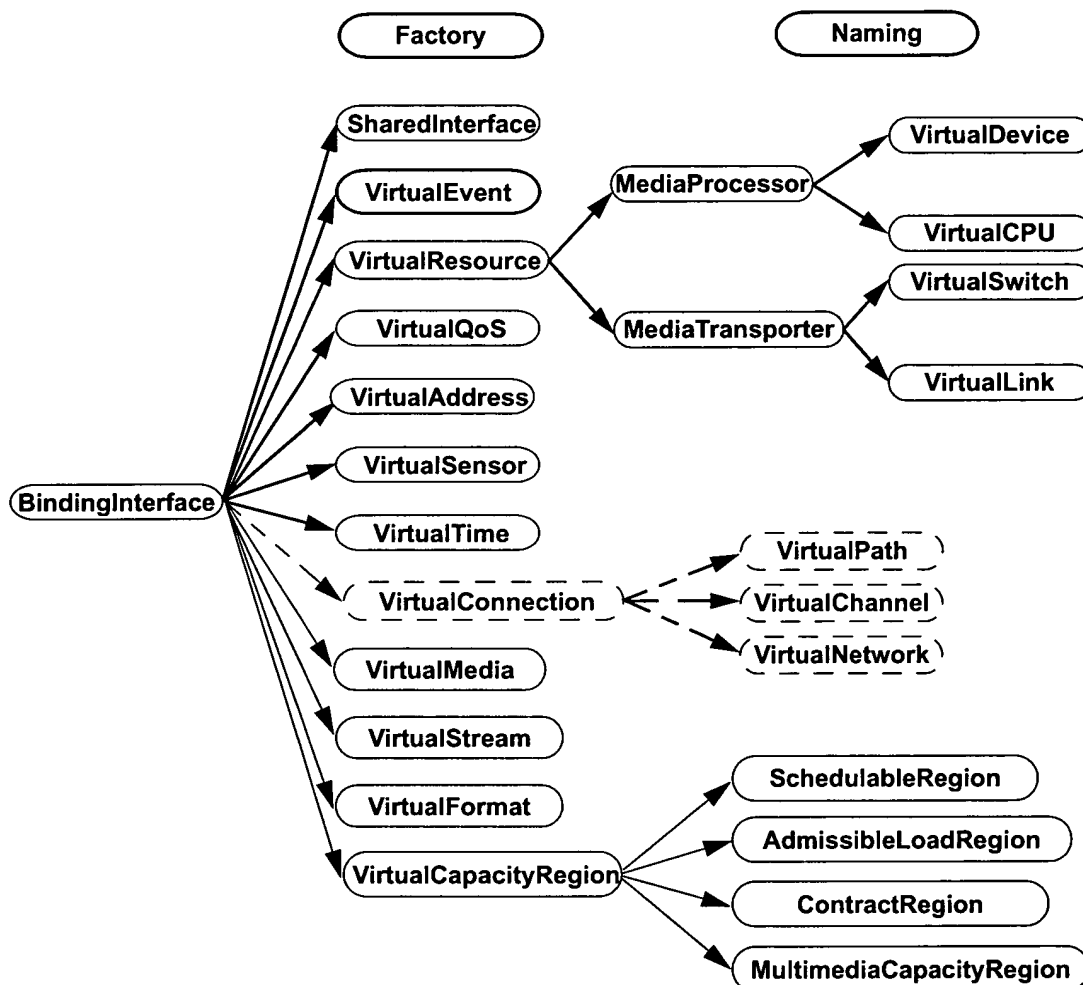 Factory
Naming
SharedInterface
VirtualDevice
VirtualEvent
MediaProcessor
VirtualCPU
VirtualResource
VirtualSwitch
VirtualQoS
MediaTransporter
VirtualLink
VirtualAddress
VirtualSensor
BindingInterface
VirtualTime
VirtualPath
VirtualConnection
VirtualChannel
VirtualNetwork
VirtualMedia
VirtualStream
SchedulableRegion
VirtualFormat
AdmissibleLoadRegion
VirtualCapacityRegion
ContractRegion
MultimediaCapacityRegion